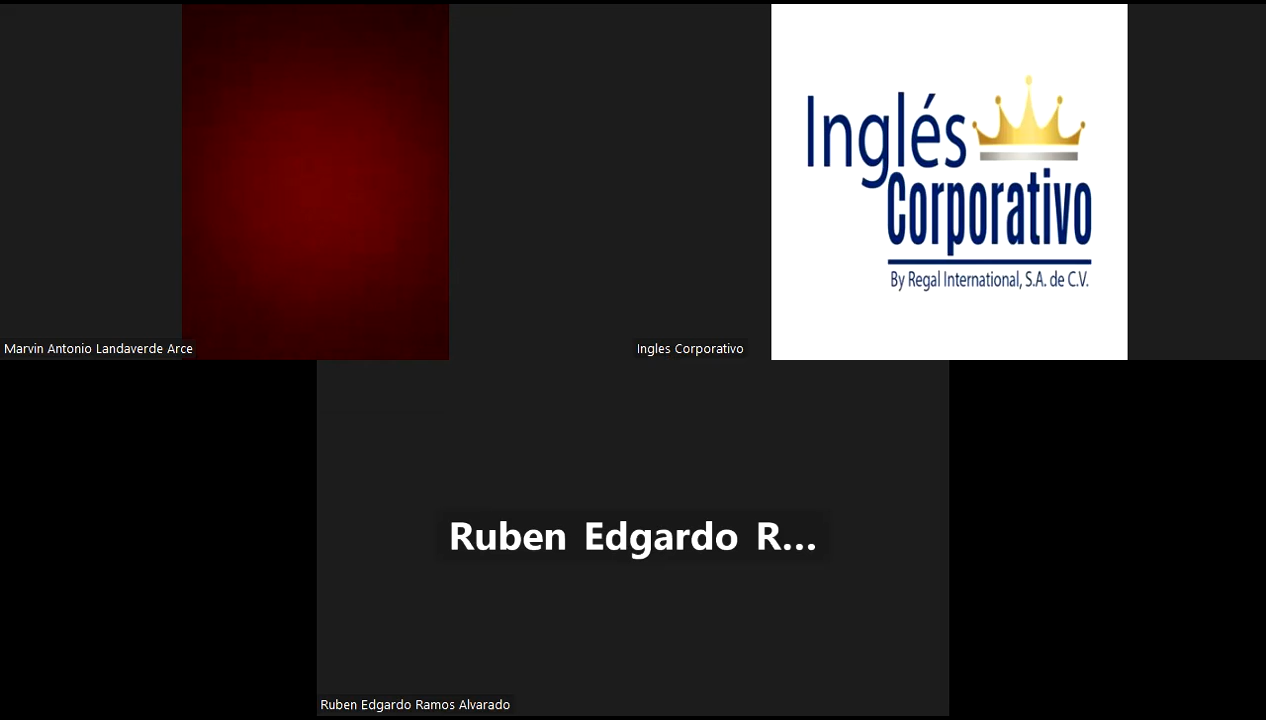 Inglés
Corporativo
By Regal International, S.A. de C.V.
Marvin Antonio Landaverde Arce
Ingles Corporativo
Ruben Edgardo R...
Ruben Edgardo Ramos Alvarado